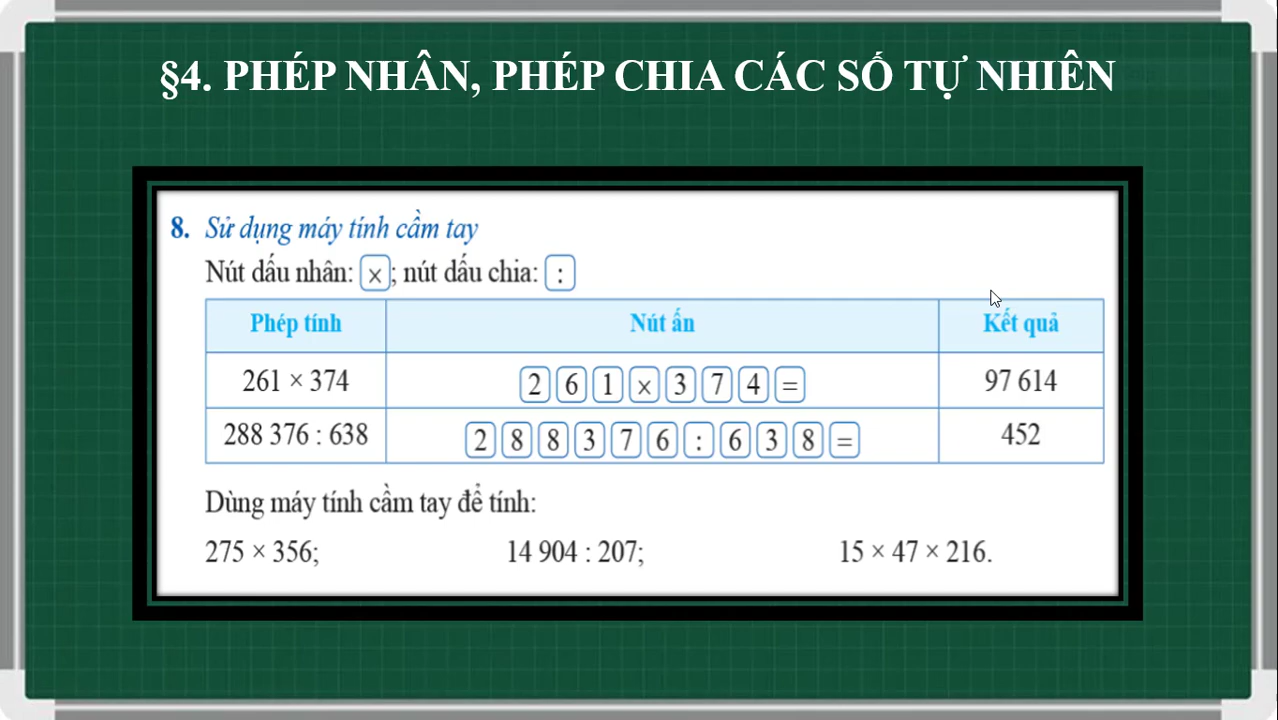 §4. PHÉP NHÂN, PHÉP CHIA CÁC SỐ TỰ NHIÊN
8. Sử dụng máy tính cầm tay
Nút dấu nhân: × ; nút dấu chia: :
Phép tính Nút ấn Kết quả
261 × 374 2 6 1 × 3 7 4 = 97 614
288 376 : 638 2 8 8 3 7 6 : 6 3 8 = 452
Dùng máy tính cầm tay để tính:
275 × 356; 14 904 : 207; 15 × 47 × 216.